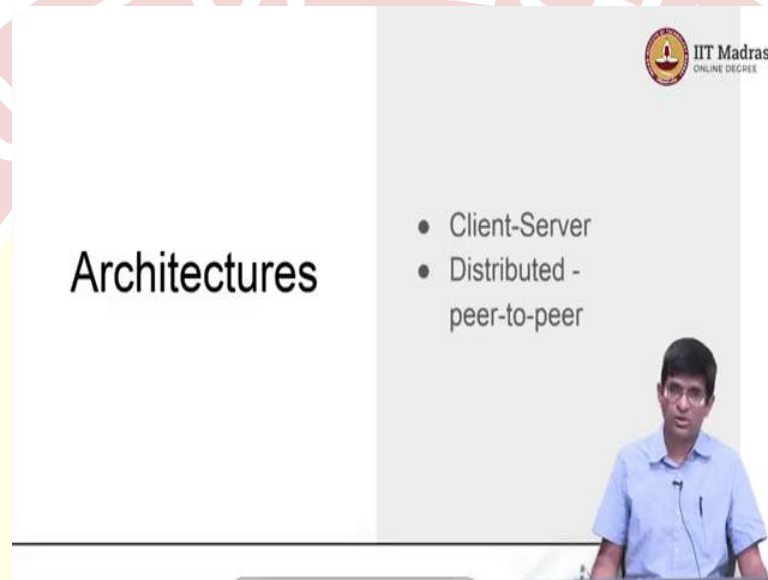 IIT Madras
ONLINE DEGREE
Architectures
● Client-Server
● Distributed -
peer-to-peer